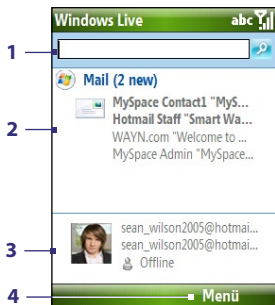 Windows Live abc
1
Mail (2 new)
MySpace Contact1 "MyS...
2
Hotmail Staff "Smart Wa...
WAYN.com "Welcome to ...
MySpace Admin "MySpace...
sean_wilson2005@hotmai...
3
sean_wilson2005@hotmai...
Offline
4
Menü